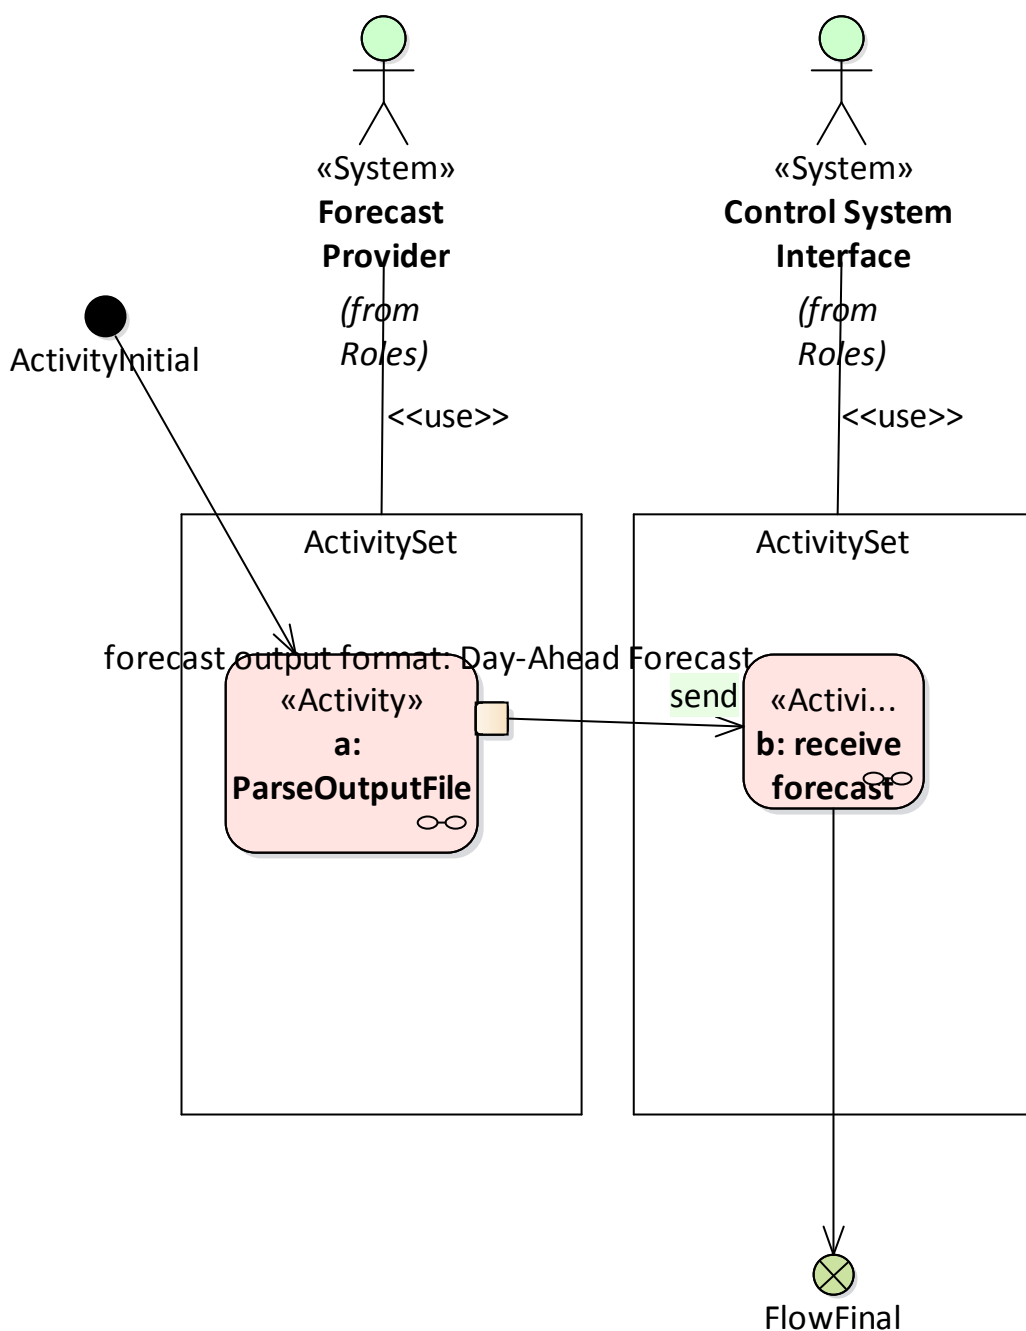 «System»
Forecast
Provider
(from
Roles)
«System»
Control System
Interface
(from
Roles)
ActivityInitial
<<use>>
<<use>>
ActivitySet
ActivitySet
forecast output format: Day-Ahead Forecast
«Activity»
a:
ParseOutputFile
send
«Activi...
b: receive
forecast
FlowFinal